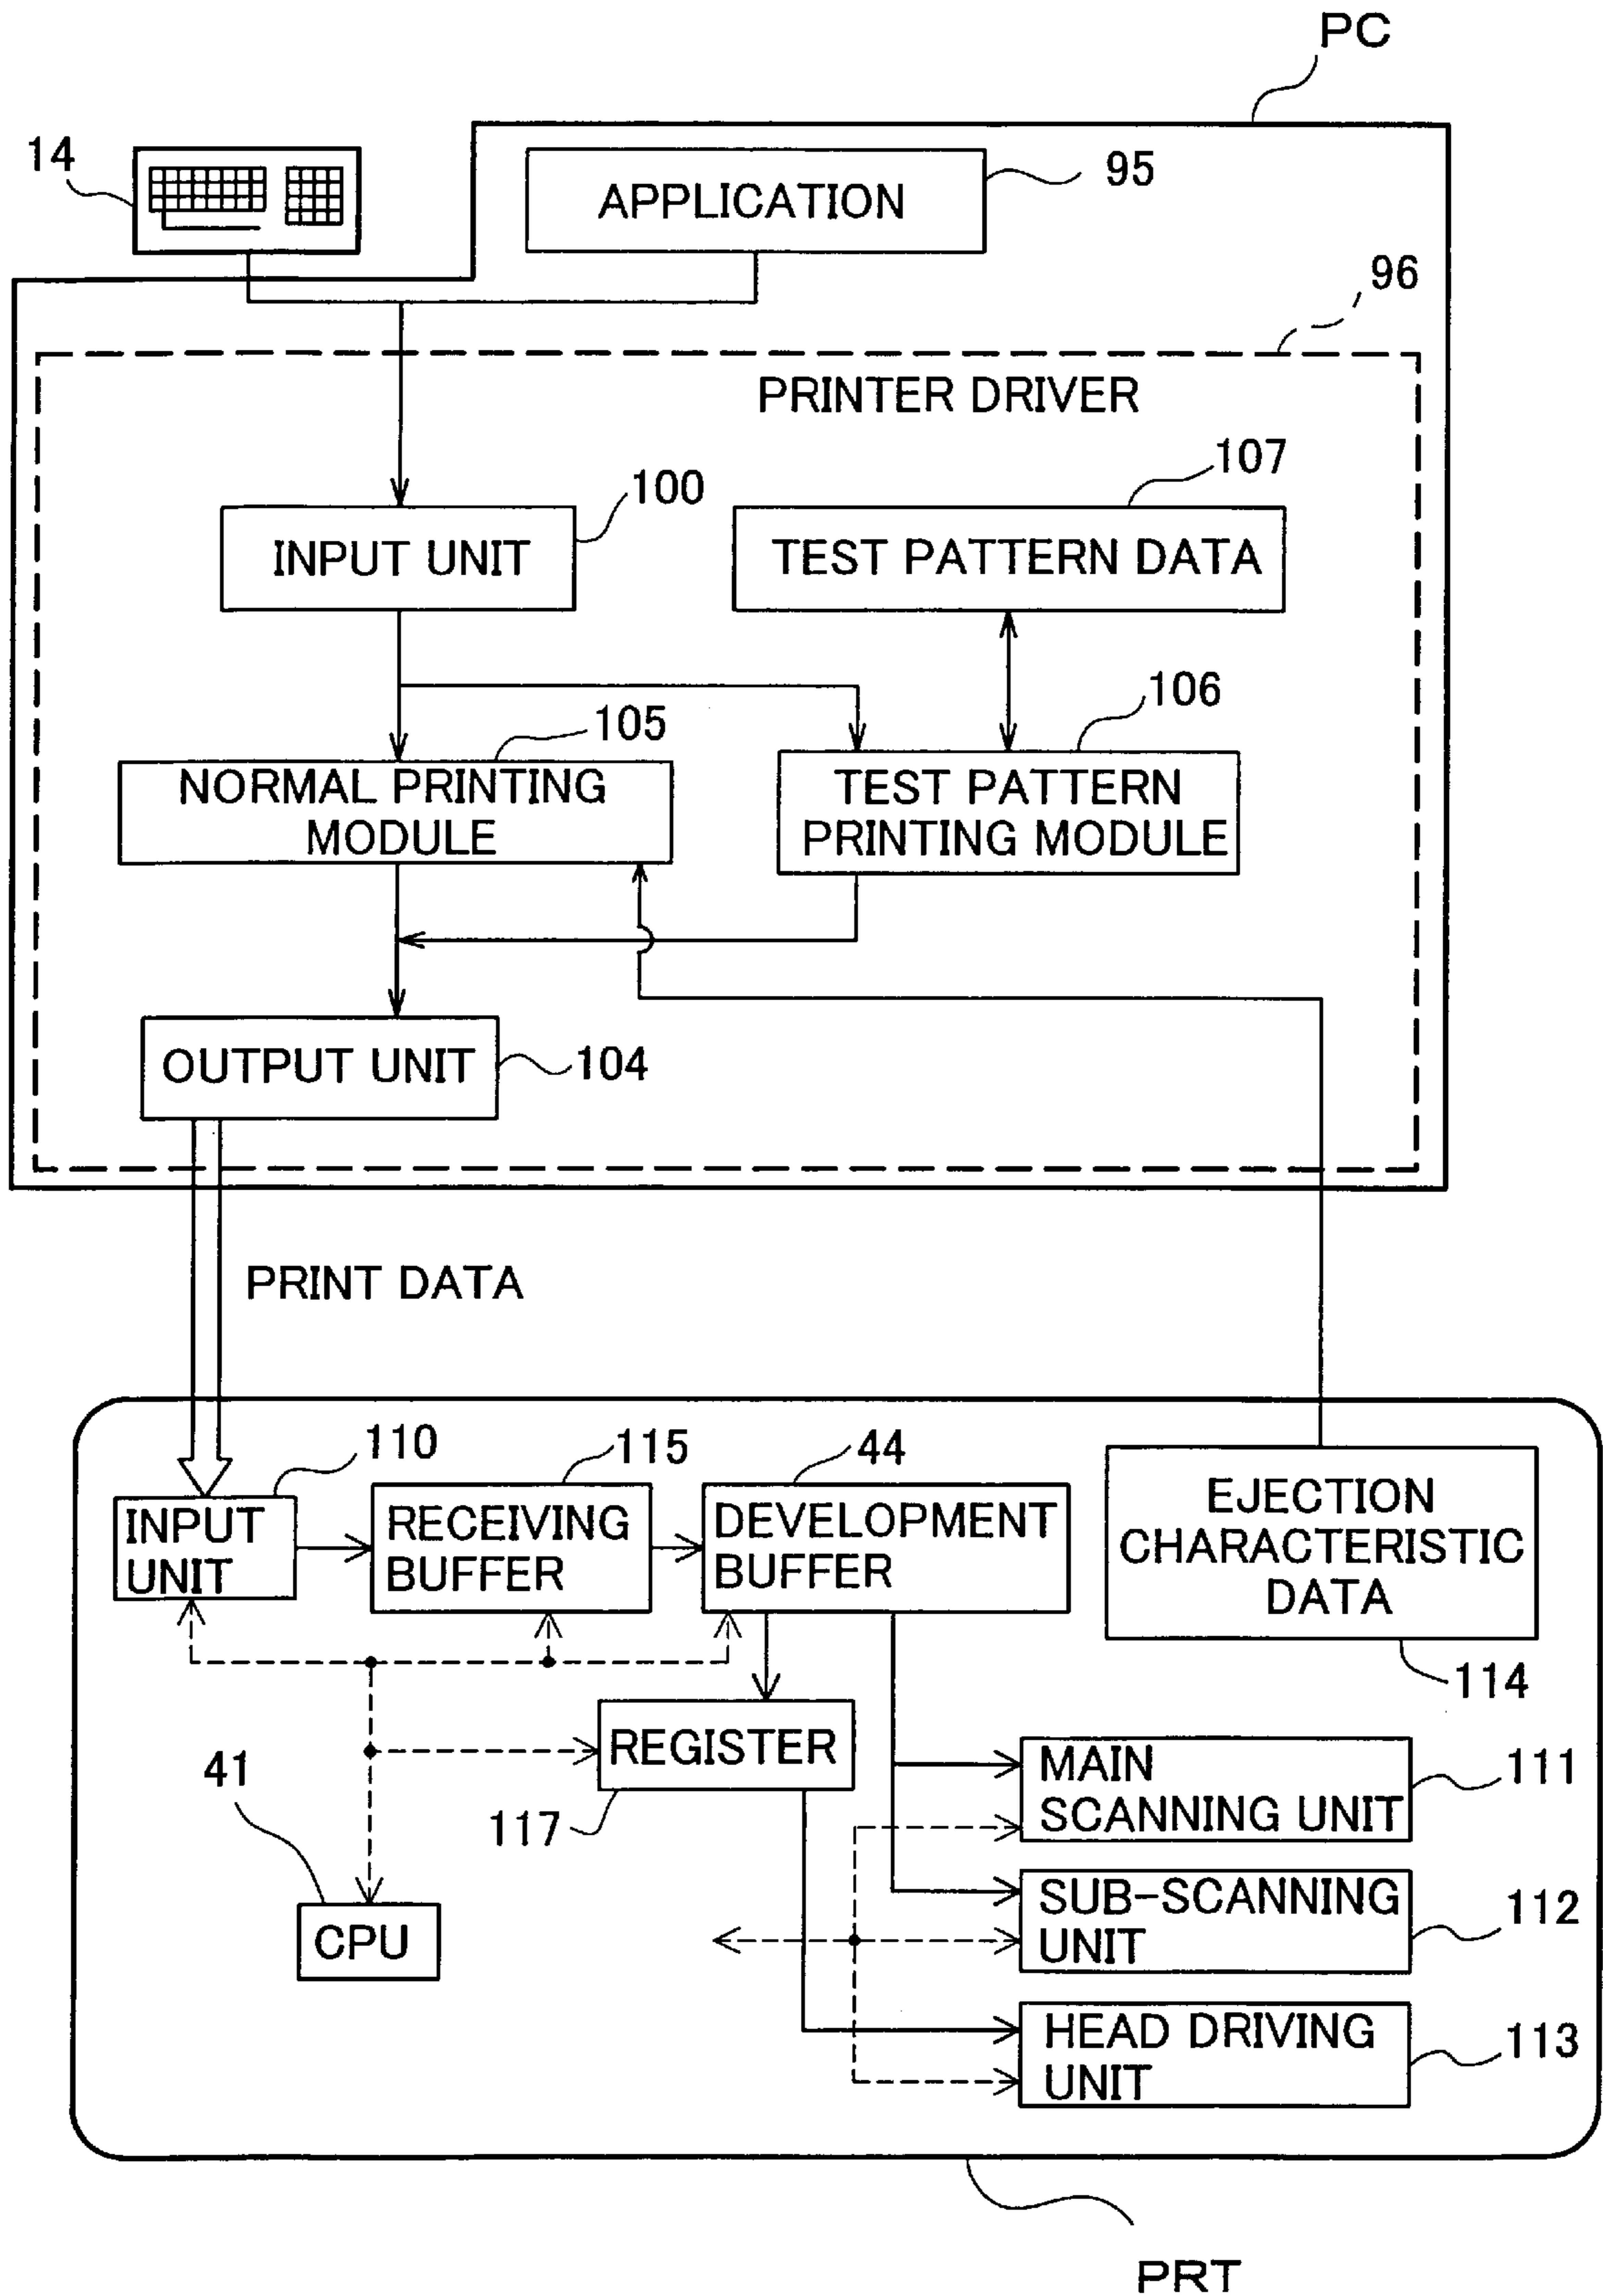 PC
14
APPLICATION
95
96
PRINTER DRIVER
107
100
INPUT UNIT
TEST PATTERN DATA
106
105
NORMAL PRINTING
MODULE
TEST PATTERN
PRINTING MODULE
OUTPUT UNIT
104
PRINT DATA
110
115
44
INPUT
UNIT
RECEIVING
BUFFER
DEVELOPMENT
BUFFER
EJECTION
CHARACTERISTIC
DATA
114
REGISTER
117
41
CPU
MAIN
SCANNING UNIT
111
SUB-SCANNING
UNIT
112
HEAD DRIVING
UNIT
113
PRT